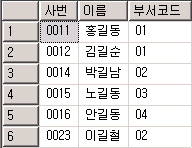 사번 이름 부서코드
1 0011 홍길동 01
2 0012 김길순 01
3 0014 박길남 02
4 0015 노길동 03
5 0016 안길동 04
6 0023 이길철 02